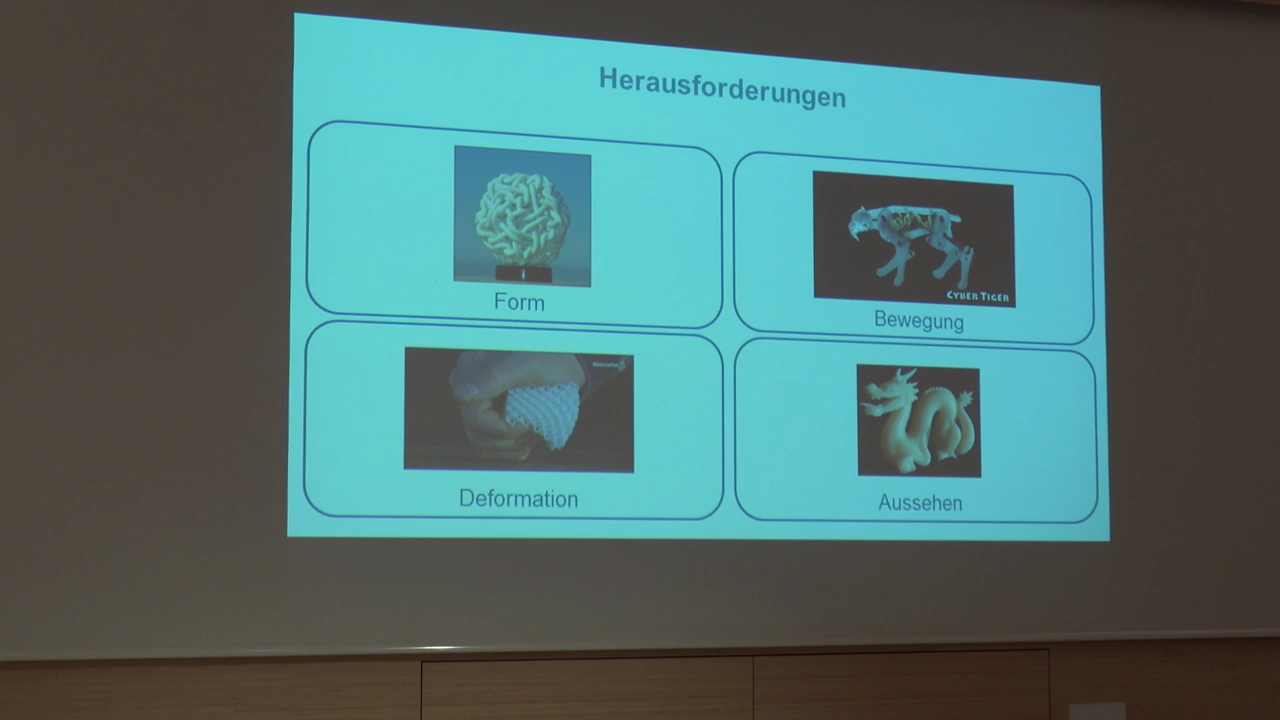 Herausforderungen
Form
CYBER TIGER
Bewegung
Deformation
Aussehen